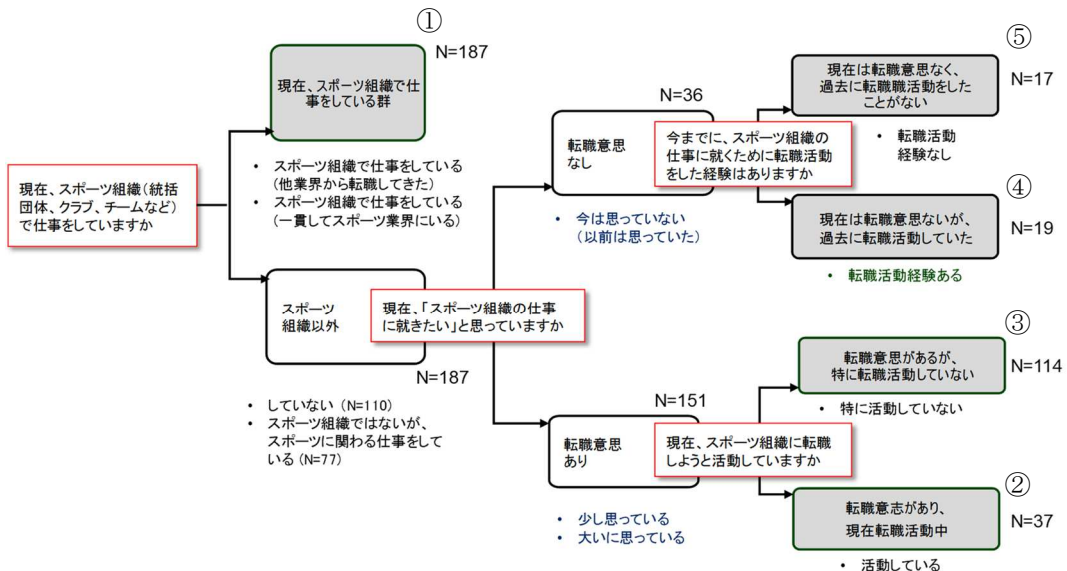 ①
N=187
現在、スポーツ組織で仕
事をしている群
• スポーツ組織で仕事をしている
(他業界から転職してきた)
• スポーツ組織で仕事をしている
(一貫してスポーツ業界にいる)
現在、スポーツ組織(統括
団体、クラブ、チームなど)
で仕事をしていますか
スポーツ
組織以外
N=187
• していない (N=110)
• スポーツ組織ではないが、
スポーツに関わる仕事をして
いる (N=77)
現在、「スポーツ組織の仕事
に就きたい」と思っていますか
N=36
転職意思
なし
• 今は思っていない
(以前は思っていた)
今までに、スポーツ組織の
仕事に就くために転職活動
をした経験はありますか
⑤
現在は転職意思なく、
過去に転職職活動をした
ことがない
N=17
• 転職活動
経験なし
④
現在は転職意思ないが、
過去に転職活動していた
N=19
• 転職活動経験ある
N=151
転職意思
あり
• 少し思っている
• 大いに思っている
現在、スポーツ組織に転職
しようと活動していますか
③
転職意思があるが、
特に転職活動していない
N=114
• 特に活動していない
②
転職意志があり、
現在転職活動中
N=37
• 活動している